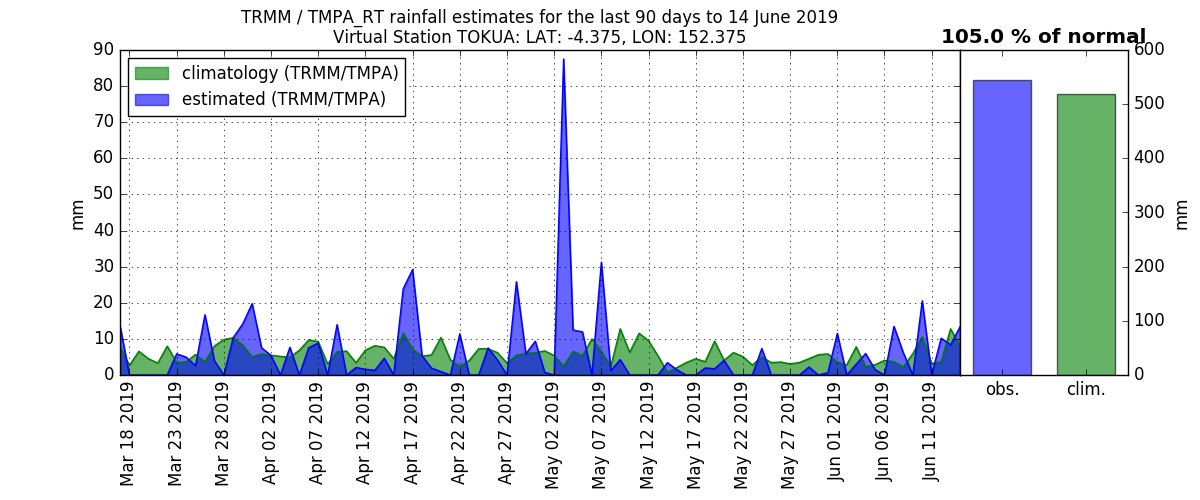 TRMM / TMPA_RT rainfall estimates for the last 90 days to 14 June 2019
Virtual Station TOKUA: LAT: -4.375, LON: 152.375
105.0 % of normal
climatology (TRMM/TMPA)
estimated (TRMM/TMPA)
mm
90
80
70
60
50
40
30
20
10
0
Mar 18 2019
Mar 23 2019
Mar 28 2019
Apr 02 2019
Apr 07 2019
Apr 12 2019
Apr 17 2019
Apr 22 2019
Apr 27 2019
May 02 2019
May 07 2019
May 12 2019
May 17 2019
May 22 2019
May 27 2019
Jun 01 2019
Jun 06 2019
Jun 11 2019
600
500
400
300
200
100
0
mm
obs.
clim.